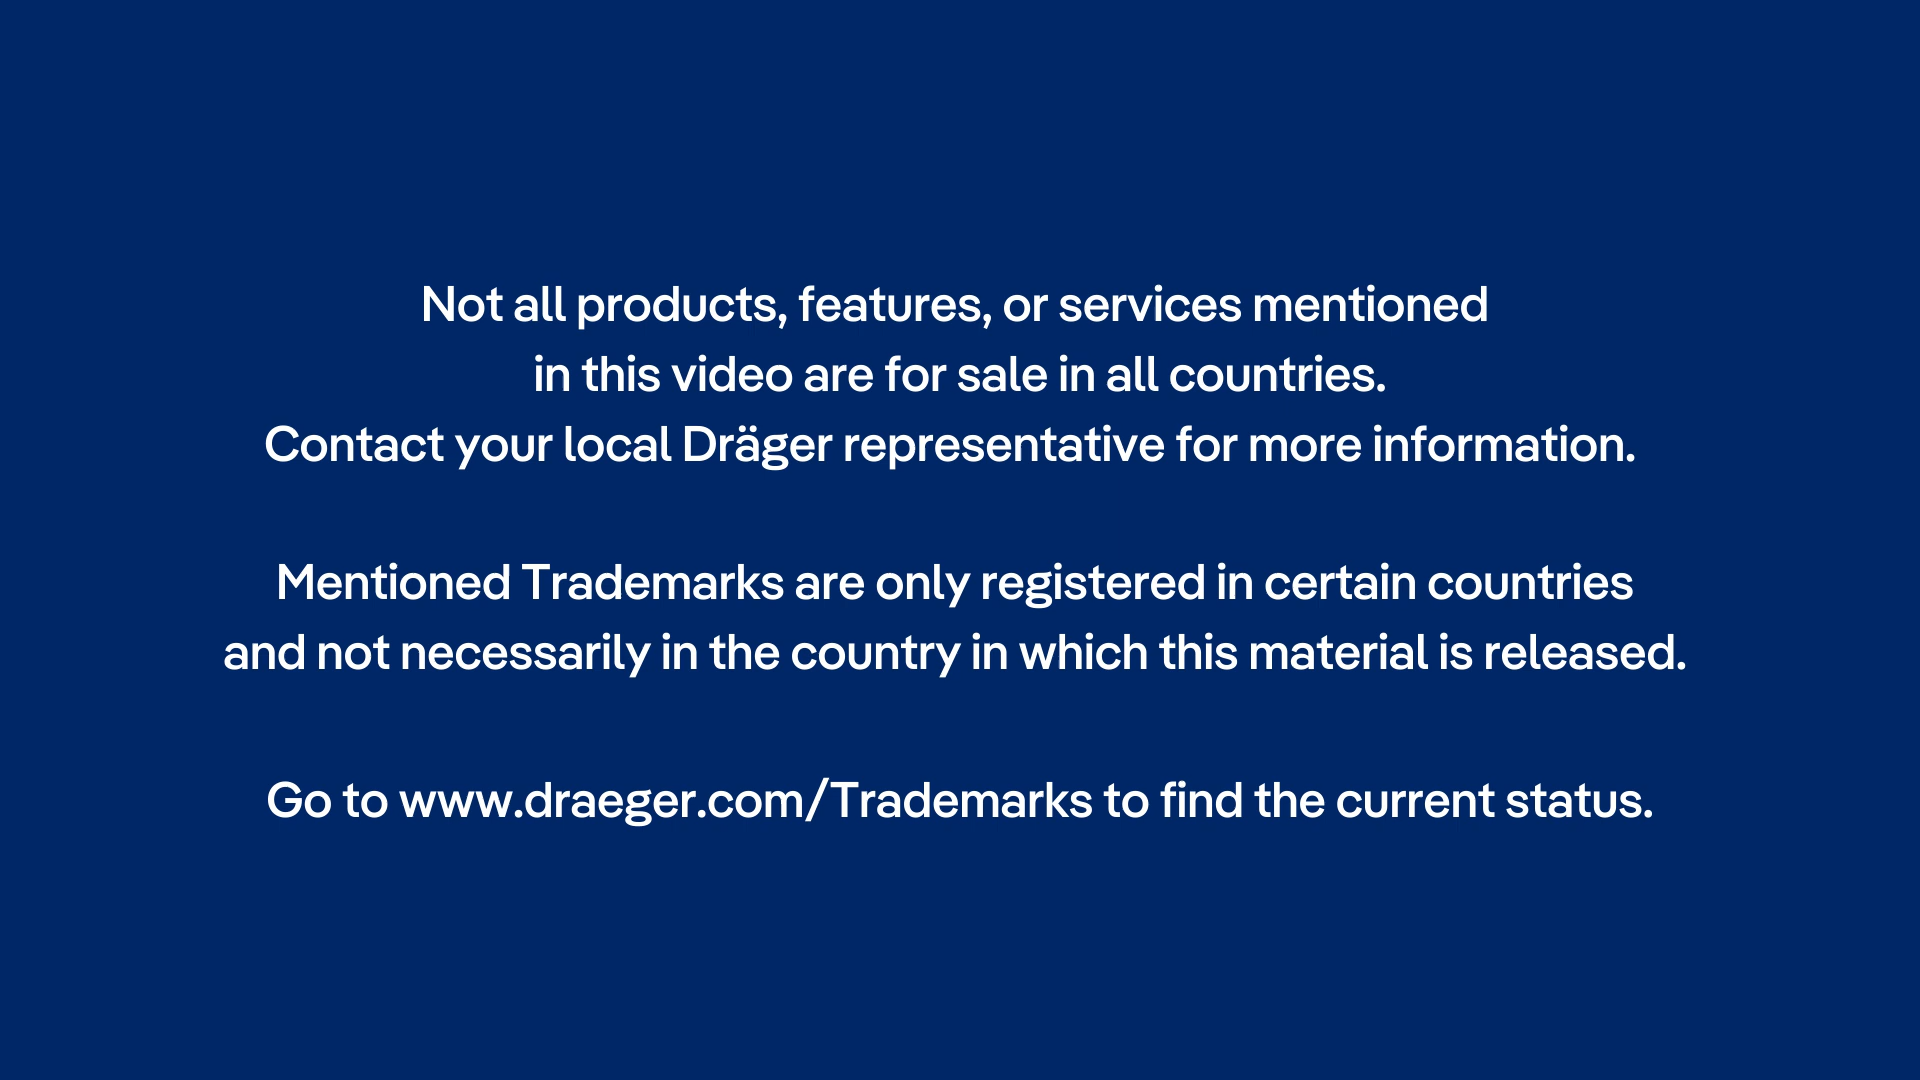 Not all products, features, or services mentioned
in this video are for sale in all countries.
Contact your local Dräger representative for more information.
Mentioned Trademarks are only registered in certain countries
and not necessarily in the country in which this material is released.
Go to www.draeger.com/Trademarks to find the current status.